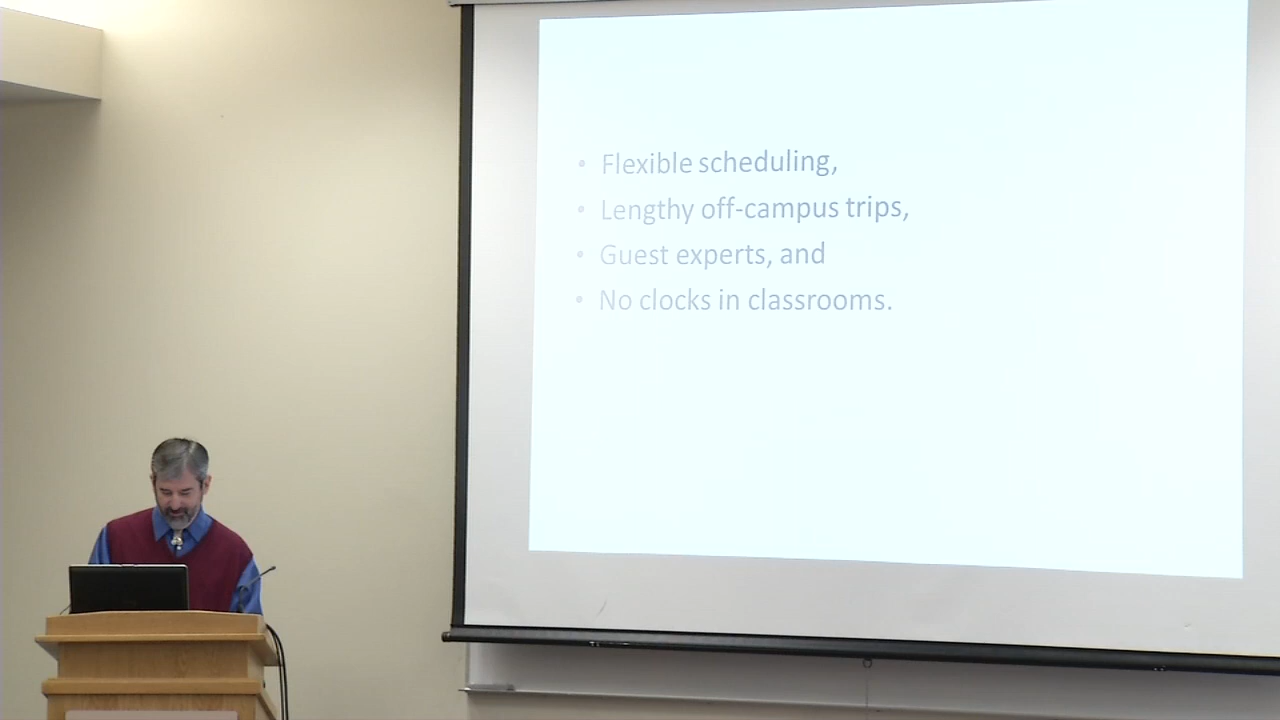 • Flexible scheduling,
• Lengthy off-campus trips,
• Guest experts, and
• No clocks in classrooms.